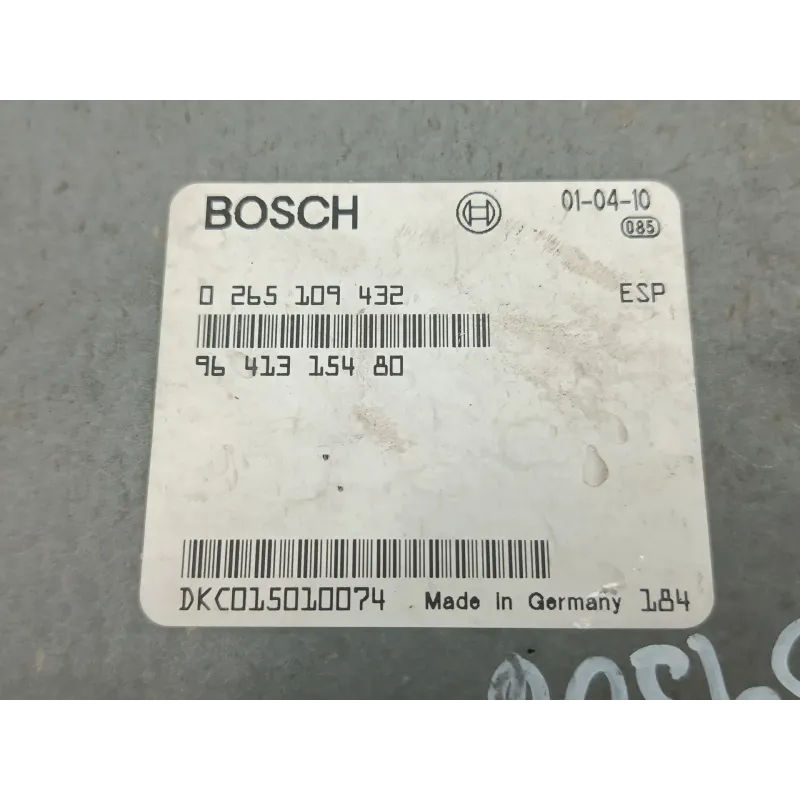 BOSCH
01-04-10
085
0 265 109 432
ESP
96 413 154 80
DKC015010074 Made in Germany 184